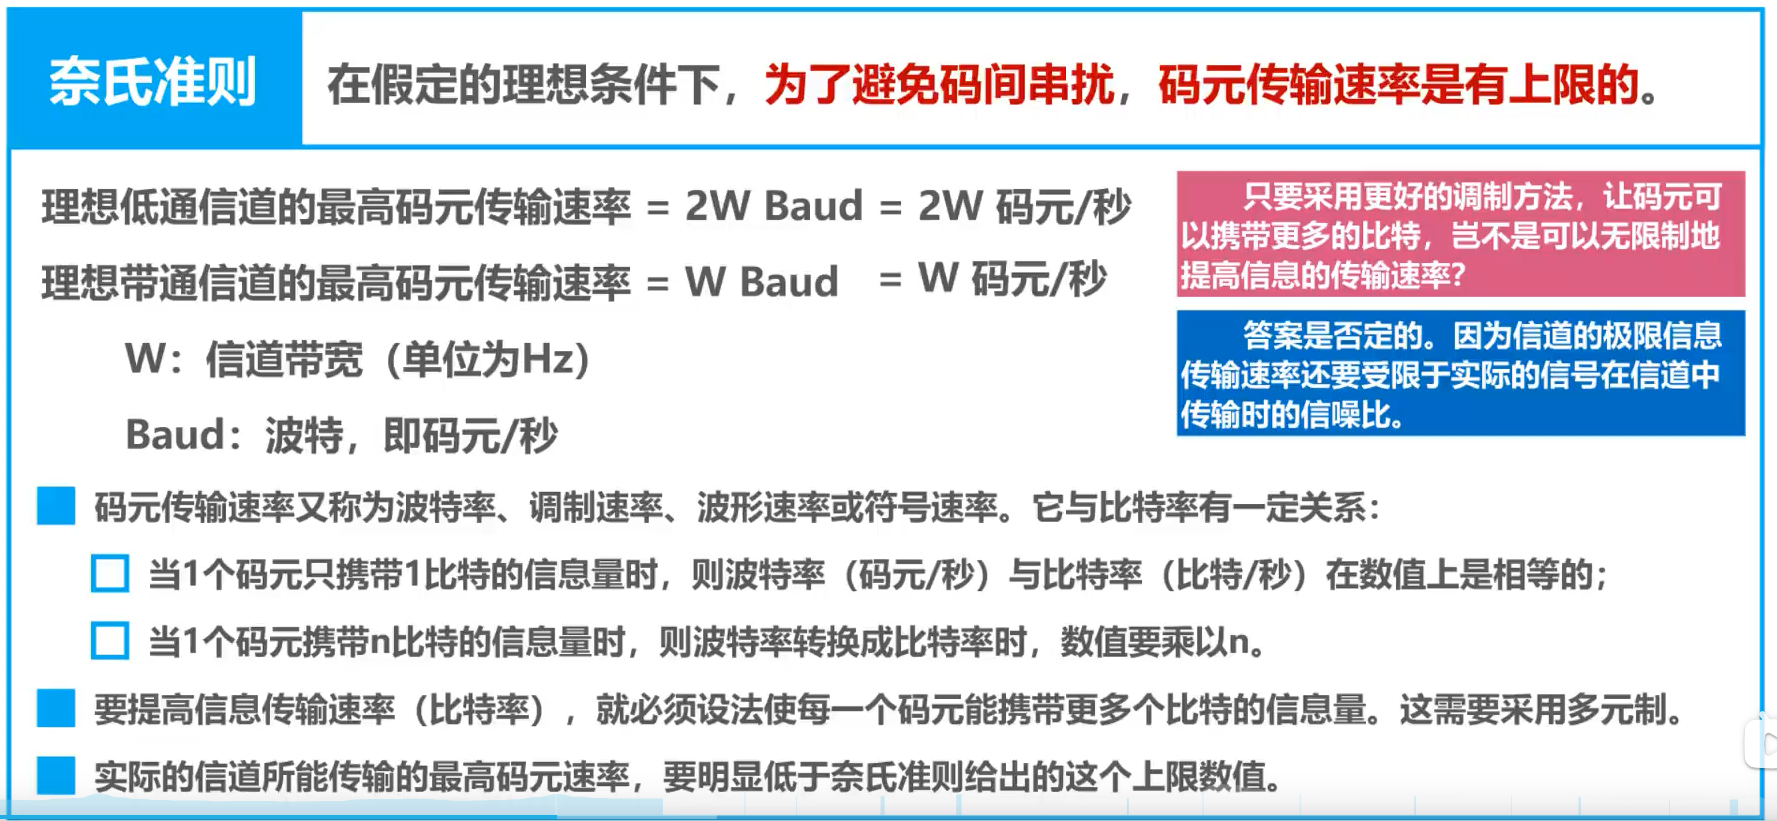 奈氏准则
在假定的理想条件下，为了避免码间串扰，码元传输速率是有上限的。
理想低通信道的最高码元传输速率 = 2W Baud = 2W 码元/秒
理想带通信道的最高码元传输速率 = W Baud = W 码元/秒
W：信道带宽（单位为Hz）
Baud：波特，即码元/秒
只要采用更好的调制方法，让码元可
以携带更多的比特，岂不是可以无限制地
提高信息的传输速率？
答案是否定的。因为信道的极限信息
传输速率还要受限于实际的信号在信道中
传输时的信噪比。
码元传输速率又称为波特率、调制速率、波形速率或符号速率。它与比特率有一定关系：
当1个码元只携带1比特的信息量时，则波特率（码元/秒）与比特率（比特/秒）在数值上是相等的；
当1个码元携带n比特的信息量时，则波特率转换成比特率时，数值要乘以n。
要提高信息传输速率（比特率），就必须设法使每一个码元能携带更多个比特的信息量。这需要采用多元制。
实际的信道所能传输的最高码元速率，要明显低于奈氏准则给出的这个上限数值。